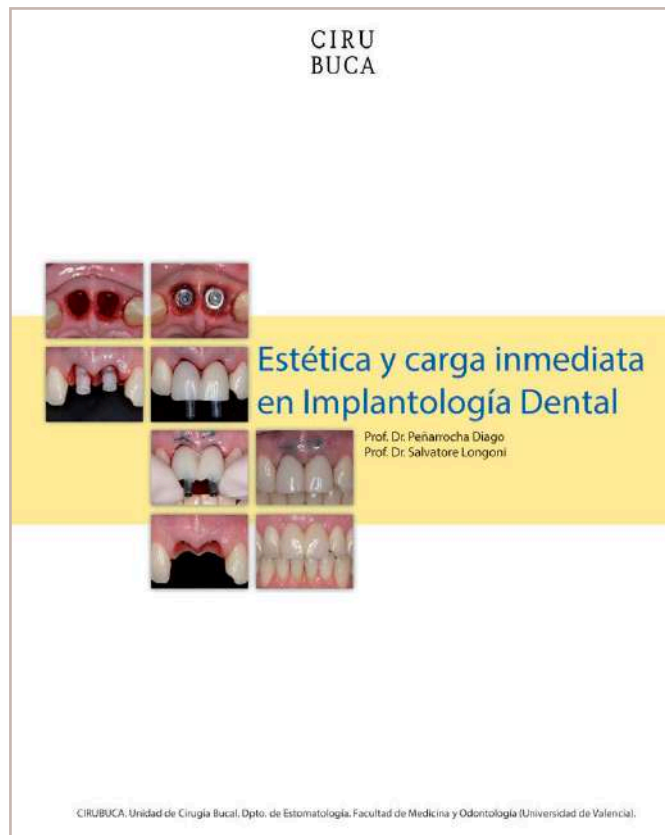 CIRU
BUCA
Estética y carga inmediata
en Implantología Dental
Prof. Dr. Peñarrocha Diago
Prof. Dr. Salvatore Longoni
CIRUBUCA. Unidad de Cirugía Bucal. Dpto. de Estomatología. Facultad de Medicina y Odontología (Universidad de Valencia).